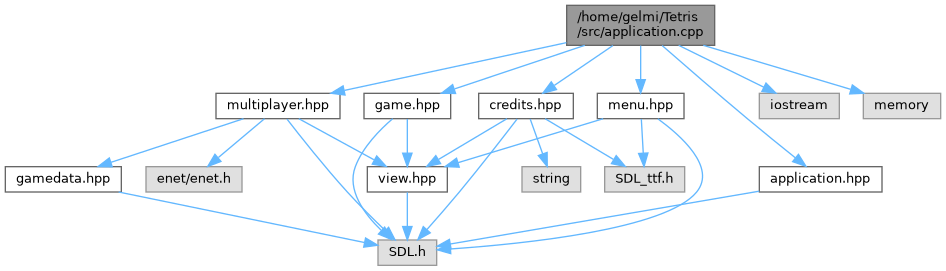 /home/gelmi/Tetris
/src/application.cpp
multiplayer.hpp
game.hpp
credits.hpp
menu.hpp
iostream
memory
gamedata.hpp
enet/enet.h
view.hpp
string
SDL_ttf.h
application.hpp
SDL.h